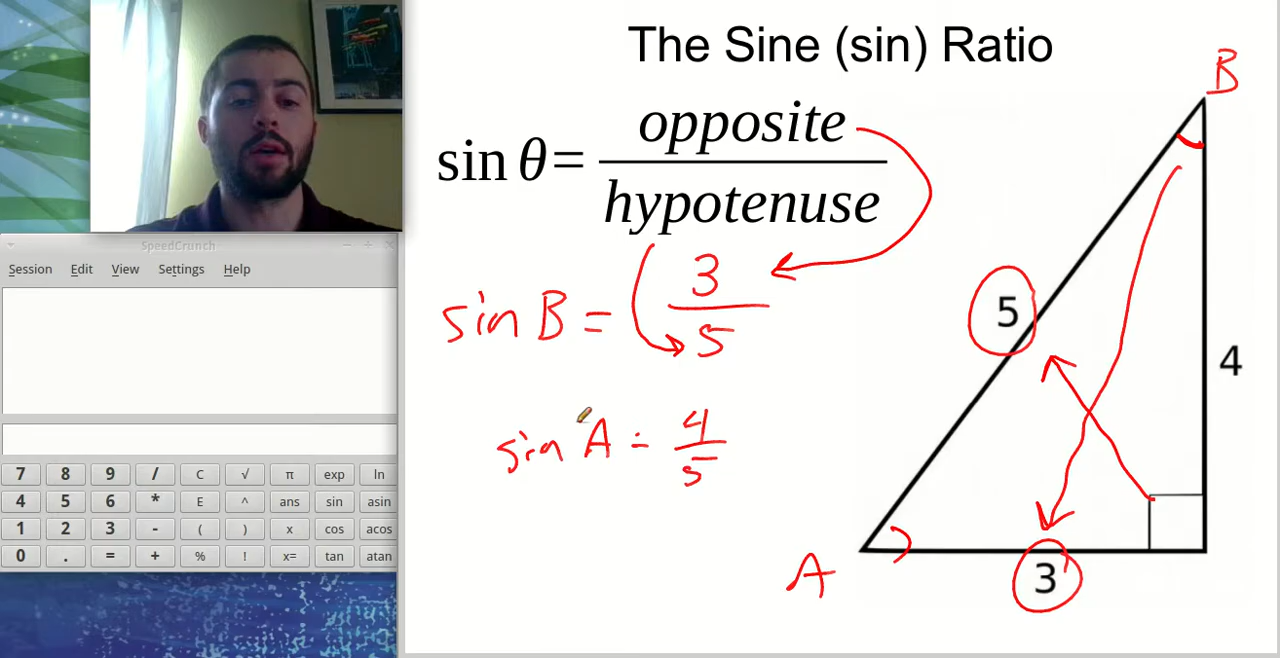 The Sine (sin) Ratio
sin θ= opposite
hypotenuse
B
sin B = 3
5
5
4
sin A = 4
5
A
3
SpeedCrunch
Session Edit View Settings Help
7 8 9 / C √ π exp ln
4 5 6 * E ^ ans sin asin
1 2 3 - ( ) x cos acos
0 . = + % ! x= tan atan